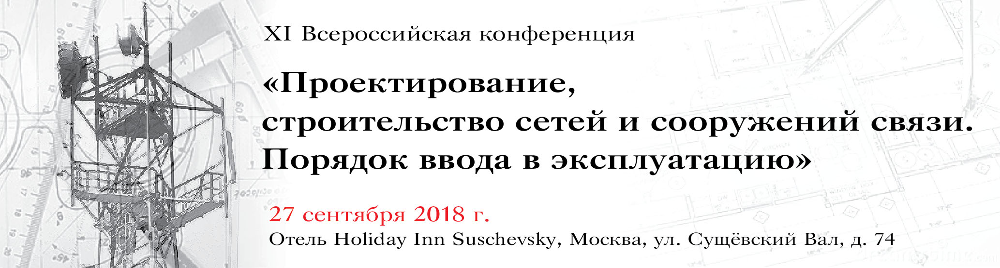 XI Всероссийская конференция
«Проектирование,
строительство сетей и сооружений связи.
Порядок ввода в эксплуатацию»
27 сентября 2018 г.
Отель Holiday Inn Suschevsky, Москва, ул. Сущёвский Вал, д. 74